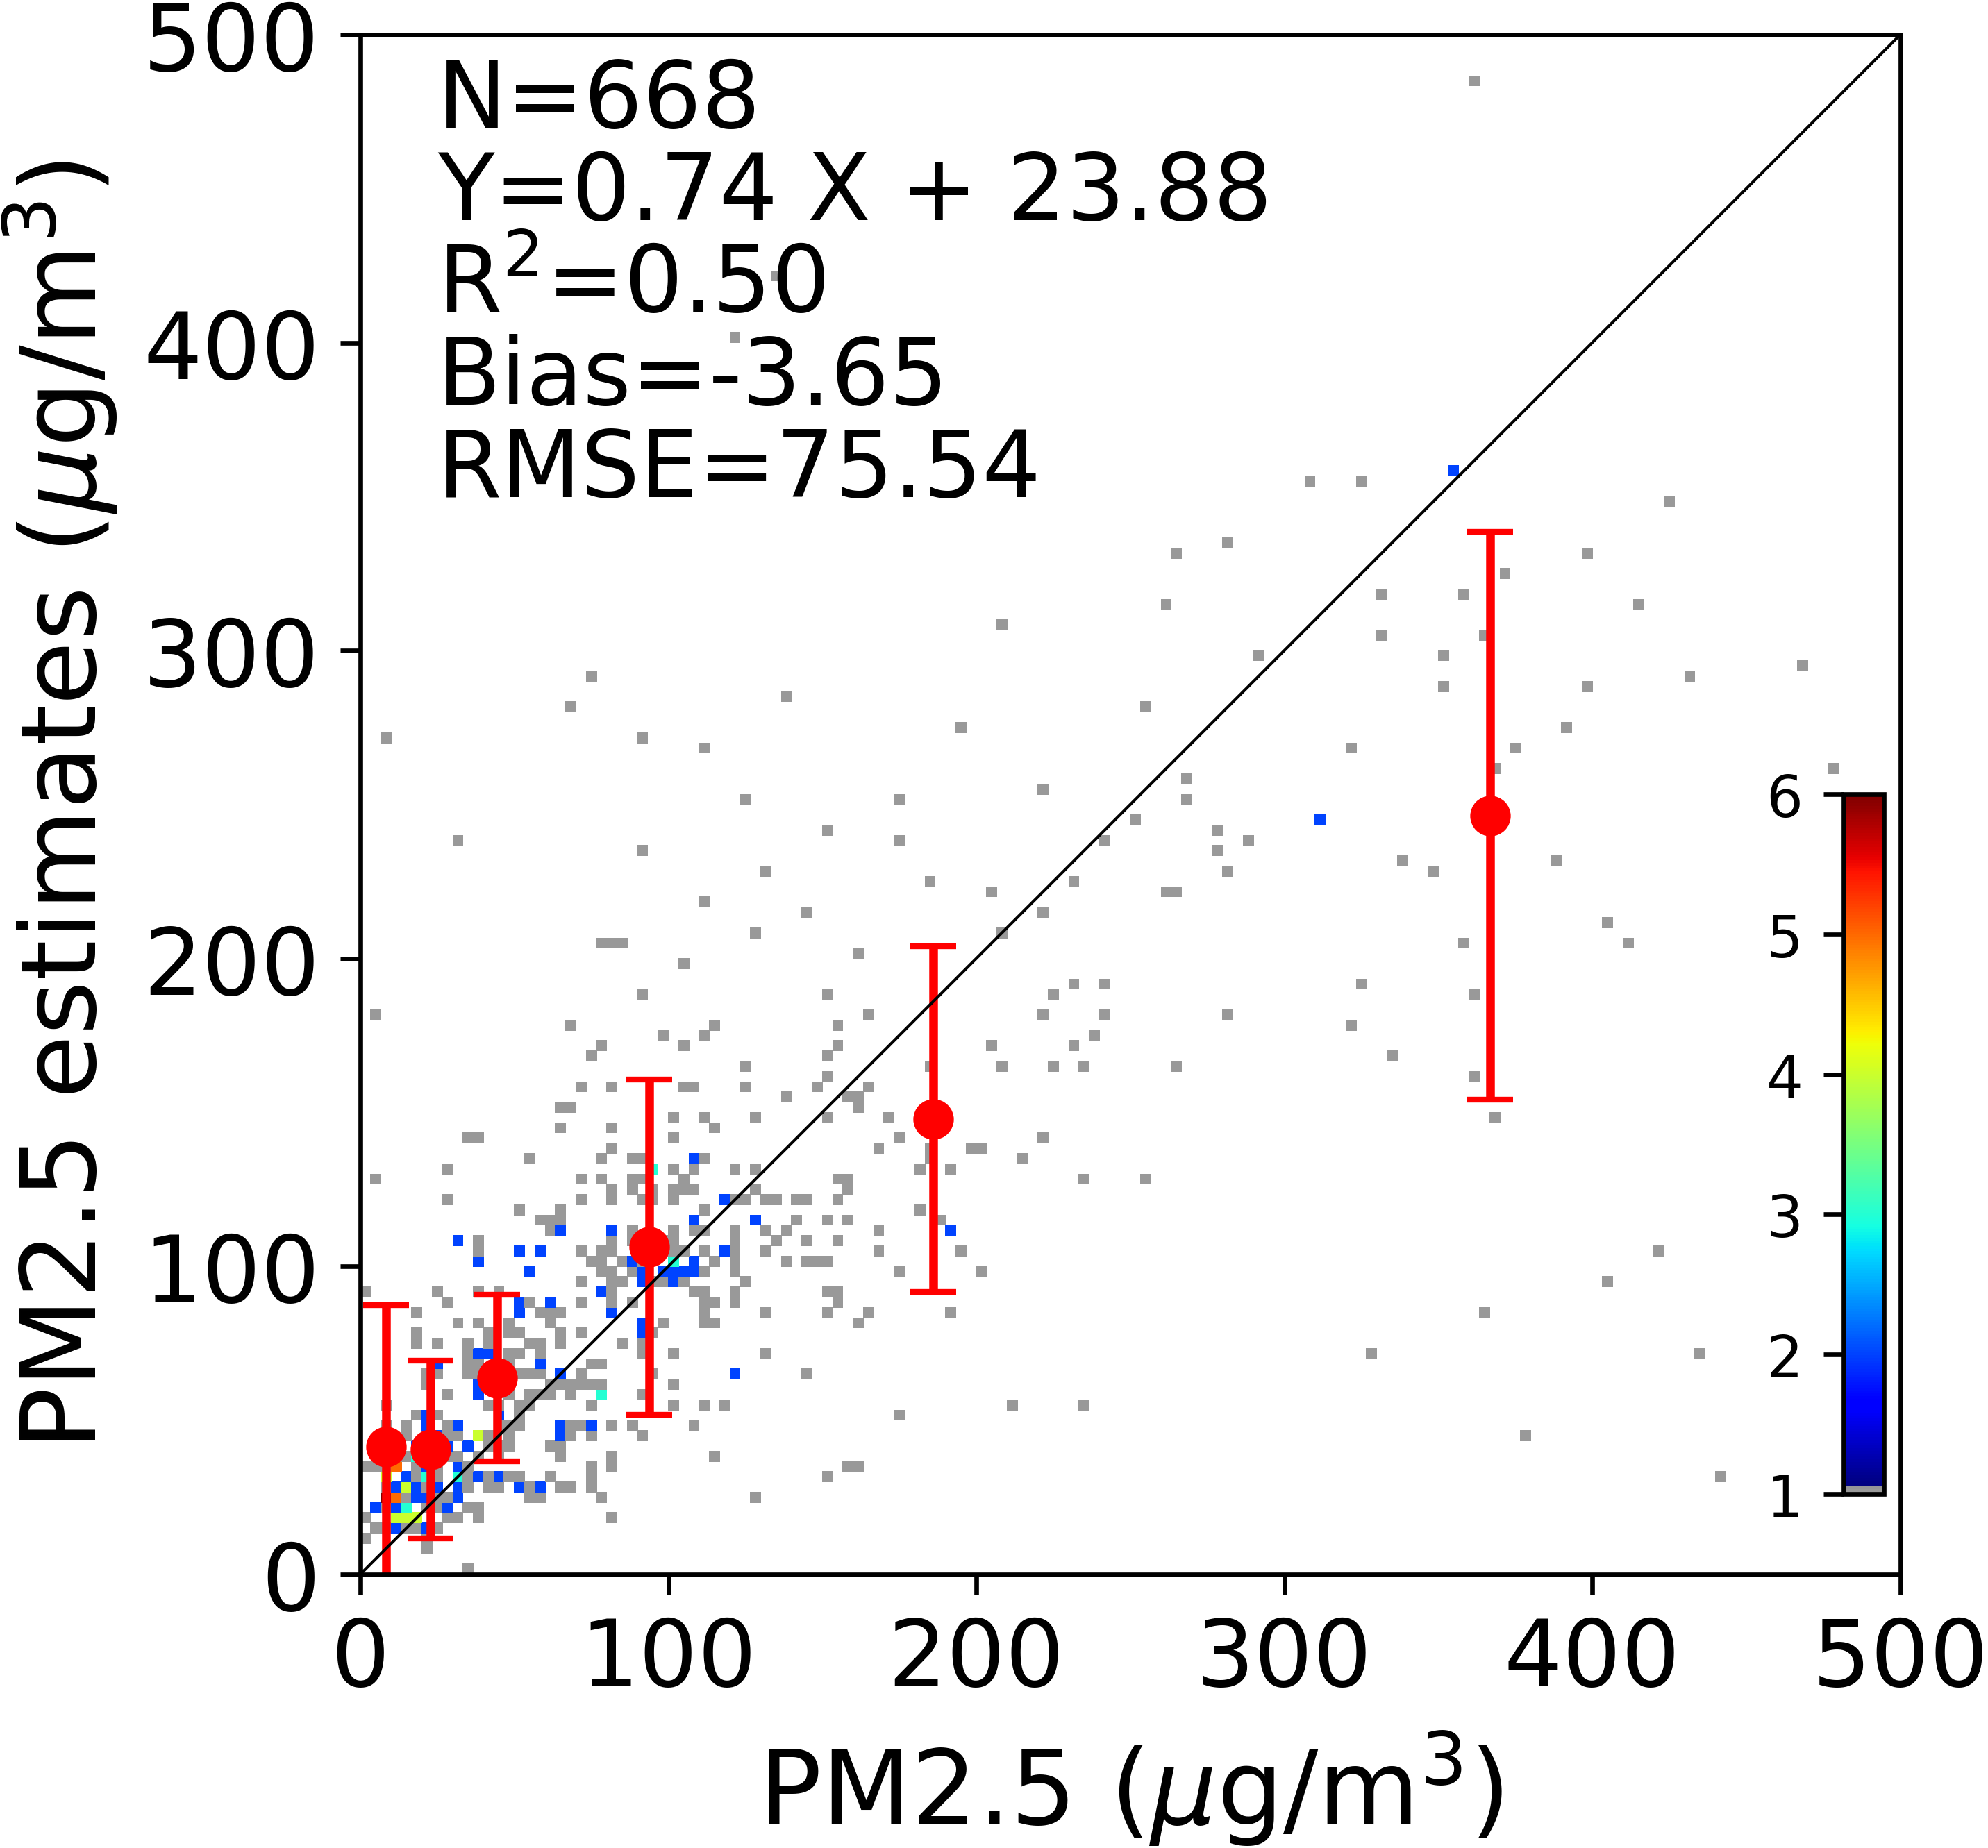 N=668
Y=0.74 X + 23.88
R²=0.50
Bias=-3.65
RMSE=75.54
PM2.5 estimates (μg/m³)
500
400
300
200
100
0
6
5
4
3
2
1
0 100 200 300 400 500
PM2.5 (μg/m³)